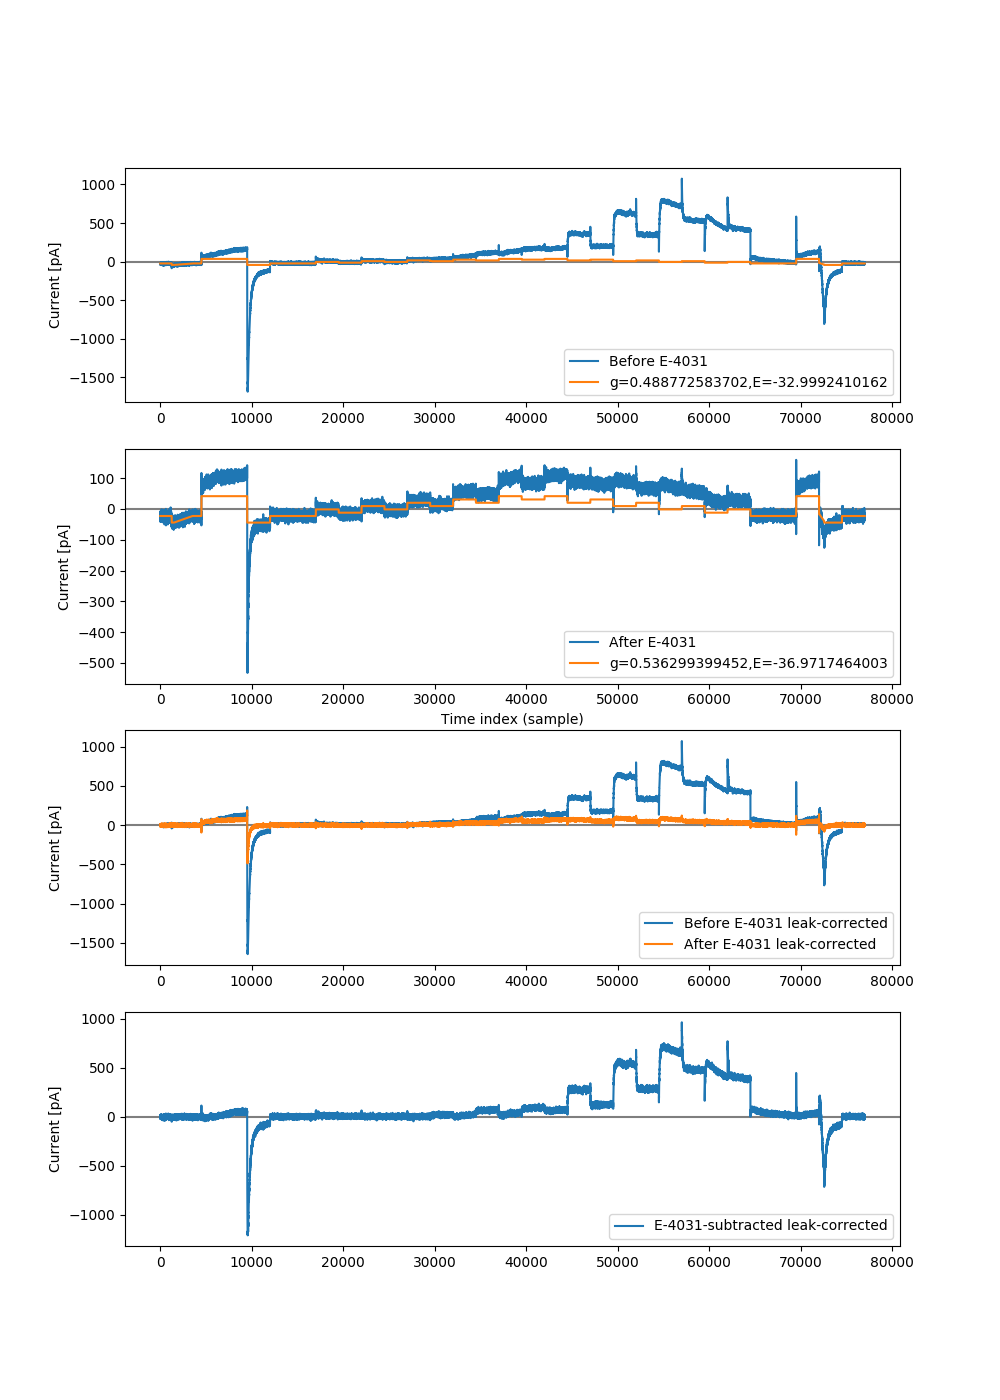 1000
500
0
−500
−1000
−1500
Current [pA]
Before E-4031
g=0.488772583702,E=-32.9992410162
0 10000 20000 30000 40000 50000 60000 70000 80000
100
0
−100
−200
−300
−400
−500
Current [pA]
After E-4031
g=0.536299399452,E=-36.9717464003
0 10000 20000 30000 40000 50000 60000 70000 80000
Time index (sample)
1000
500
0
−500
−1000
−1500
Current [pA]
Before E-4031 leak-corrected
After E-4031 leak-corrected
0 10000 20000 30000 40000 50000 60000 70000 80000
1000
500
0
−500
−1000
Current [pA]
E-4031-subtracted leak-corrected
0 10000 20000 30000 40000 50000 60000 70000 80000